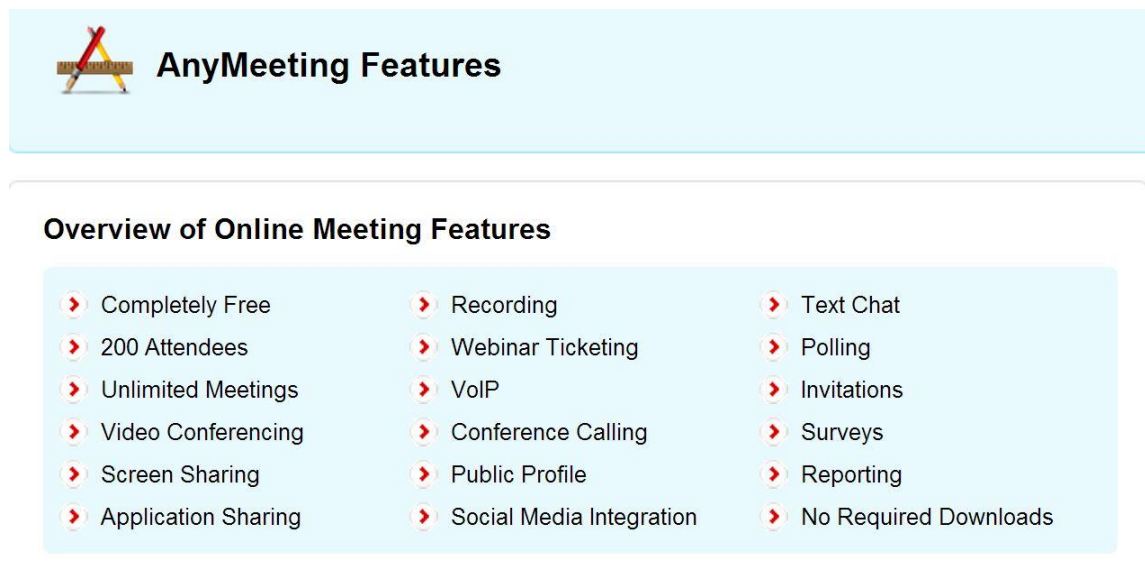 AnyMeeting Features
Overview of Online Meeting Features
Completely Free
200 Attendees
Unlimited Meetings
Video Conferencing
Screen Sharing
Application Sharing
Recording
Webinar Ticketing
VoIP
Conference Calling
Public Profile
Social Media Integration
Text Chat
Polling
Invitations
Surveys
Reporting
No Required Downloads